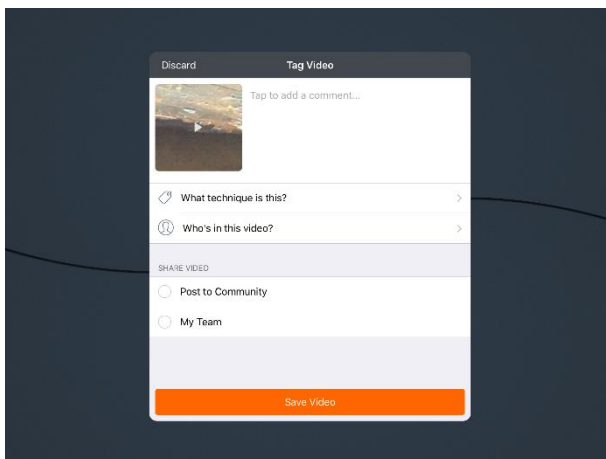 Discard
Tag Video
Tap to add a comment...
What technique is this?
Who's in this video?
SHARE VIDEO
Post to Community
My Team
Save Video